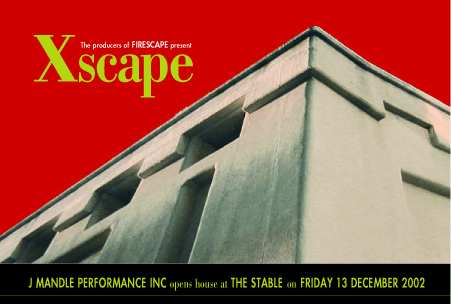 The producers of FIRESCAPE present
Xscape
J MANDLE PERFORMANCE INC opens house at THE STABLE on FRIDAY 13 DECEMBER 2002